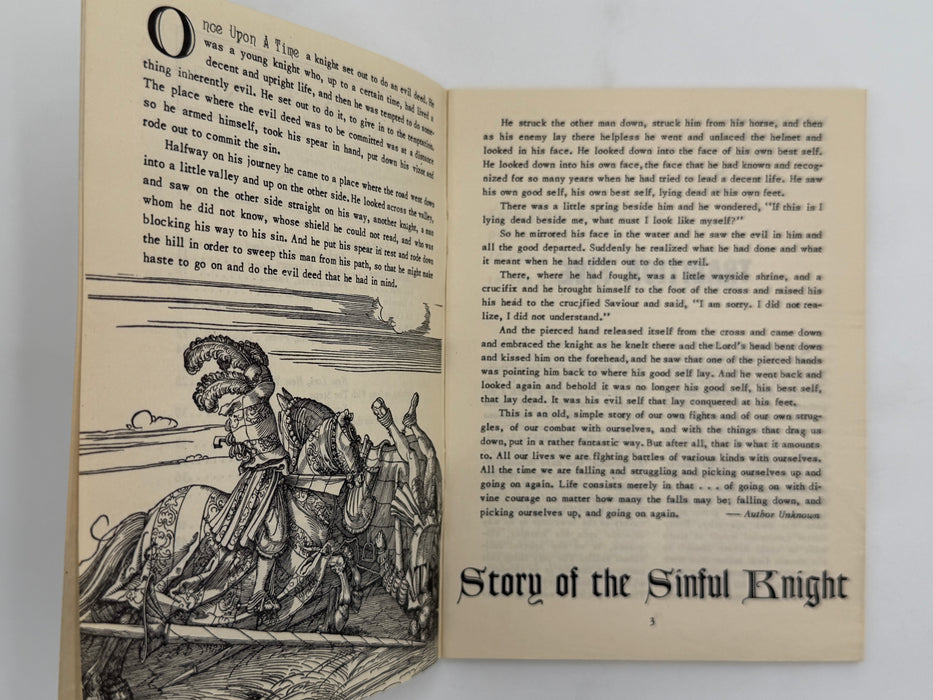 Once Upon A Time a knight set out to do an evil deed. He
was a young knight who, up to a certain time, had lived a
decent and upright life, and then he was tempted to do some-
thing inherently evil. He set out to do it, to give in to the temptation.
The place where the evil deed was to be committed was at a distance
so he armed himself, took his spear in hand, put down his vizor and
rode out to commit the sin.
Halfway on his journey he came to a place where the road went down
into a little valley and up on the other side. He looked across the valley,
and saw on the other side straight on his way, another knight, a man
whom he did not know, whose shield he could not read, and who was
blocking his way to his sin. And he put his spear in rest and rode down
the hill in order to sweep this man from his path, so that he might make
haste to go on and do the evil deed that he had in mind.
He struck the other man down, struck him from his horse, and then
as his enemy lay there helpless he went and unlaced the helmet and
looked in his face. He looked down into the face of his own best self.
He looked down into his own face, the face that he had known and recog-
nized for so many years when he had tried to lead a decent life. He saw
his own good self, his own best self, lying dead at his own feet.
There was a little spring beside him and he wondered, "If this is I
lying dead beside me, what must I look like myself?"
So he mirrored his face in the water and he saw the evil in him and
all the good departed. Suddenly he realized what he had done and what
it meant when he had ridden out to do the evil.
There, where he had fought, was a little wayside shrine, and a
crucifix and he brought himself to the foot of the cross and raised his
his head to the crucified Saviour and said, "I am sorry. I did not rea-
lize, I did not understand."
And the pierced hand released itself from the cross and came down
and embraced the knight as he knelt there and the Lord's head bent down
and kissed him on the forehead, and he saw that one of the pierced hands
was pointing him back to where his good self lay. And he went back and
looked again and behold it was no longer his good self, his best self,
that lay dead. It was his evil self that lay conquered at his feet.
This is an old, simple story of our own fights and of our own strug-
gles, of our combat with ourselves, and with the things that drag us
down, put in a rather fantastic way. But after all, that is what it amounts
to. All our lives we are fighting battles of various kinds with ourselves.
All the time we are falling and struggling and picking ourselves up and
going on again. Life consists merely in that . . . of going on with di-
vine courage no matter how many the falls may be; falling down, and
picking ourselves up, and going on again. — Author Unknown
Story of the Sinful Knight
3